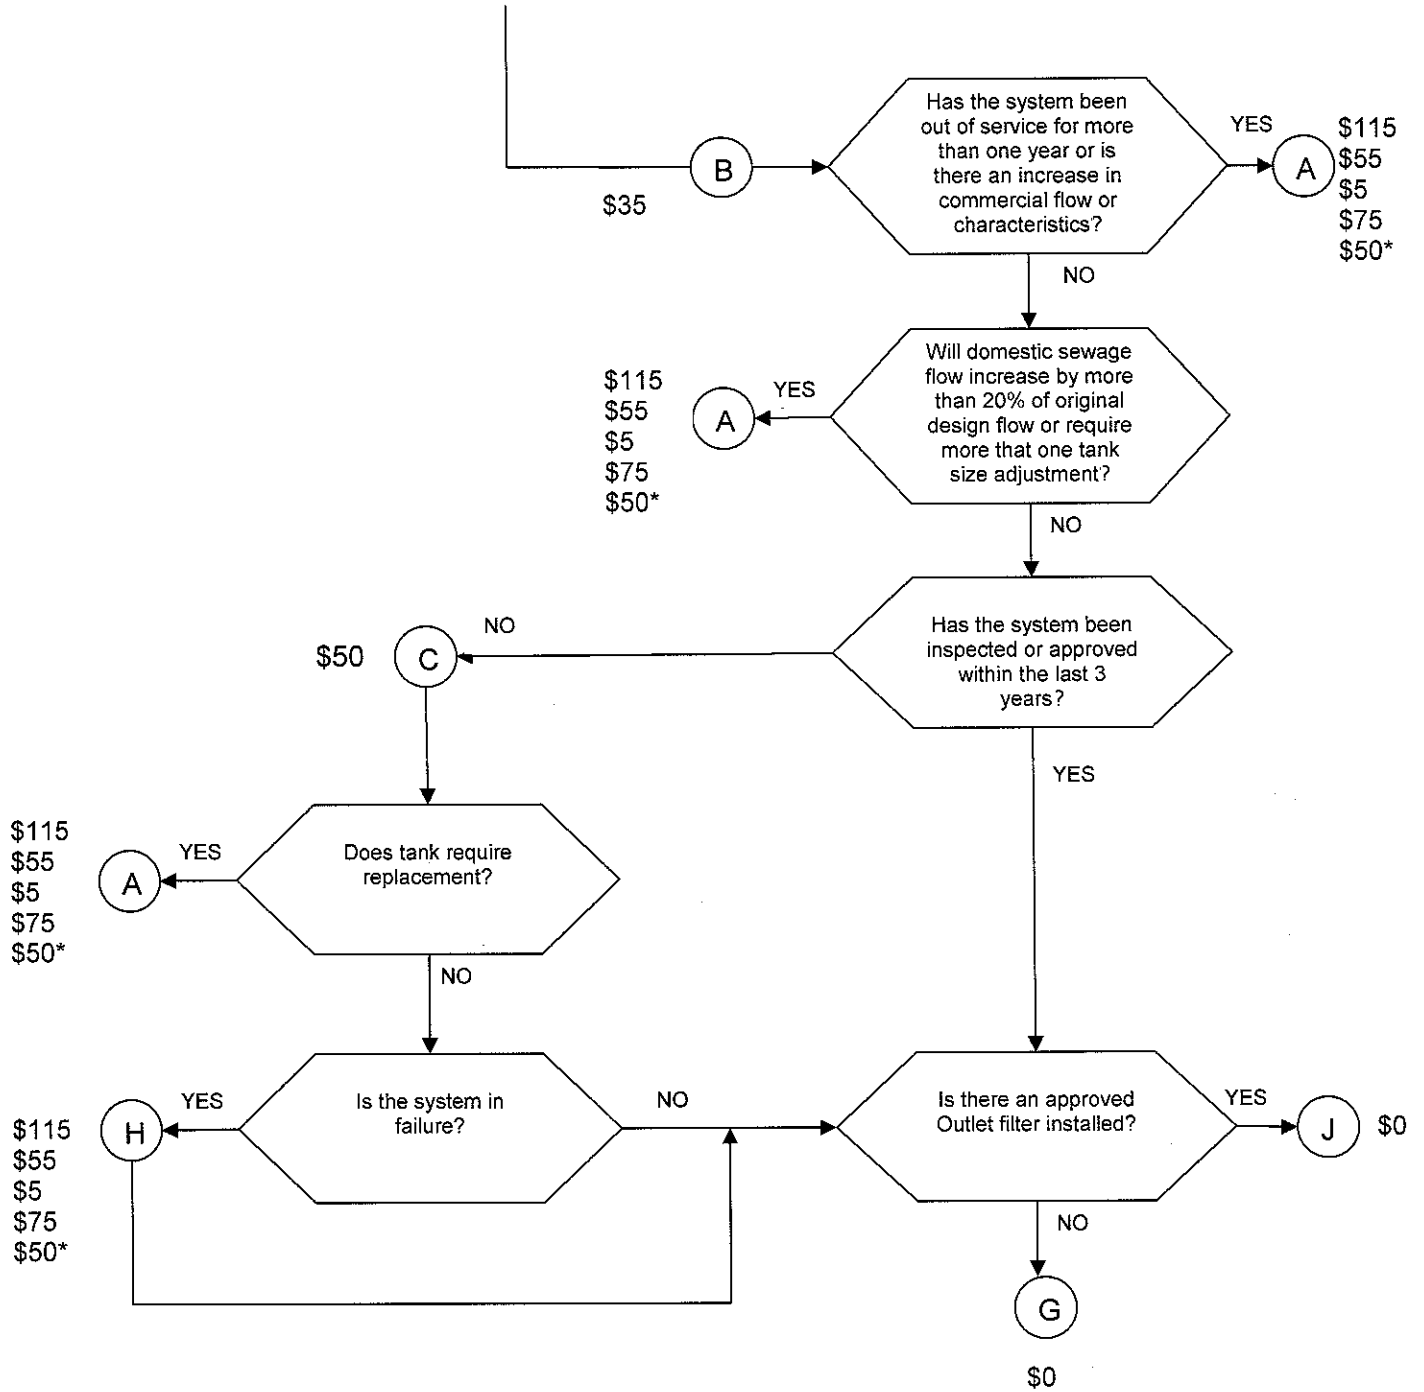 Has the system been
out of service for more
than one year or is
there an increase in
commercial flow or
characteristics?
B
$35
YES
A
$115
$55
$5
$75
$50*
NO
Will domestic sewage
flow increase by more
than 20% of original
design flow or require
more that one tank
size adjustment?
YES
A
$115
$55
$5
$75
$50*
NO
Has the system been
inspected or approved
within the last 3
years?
NO
C
$50
YES
Does tank require
replacement?
YES
A
$115
$55
$5
$75
$50*
NO
Is the system in
failure?
YES
H
$115
$55
$5
$75
$50*
NO
Is there an approved
Outlet filter installed?
YES
J
$0
NO
G
$0